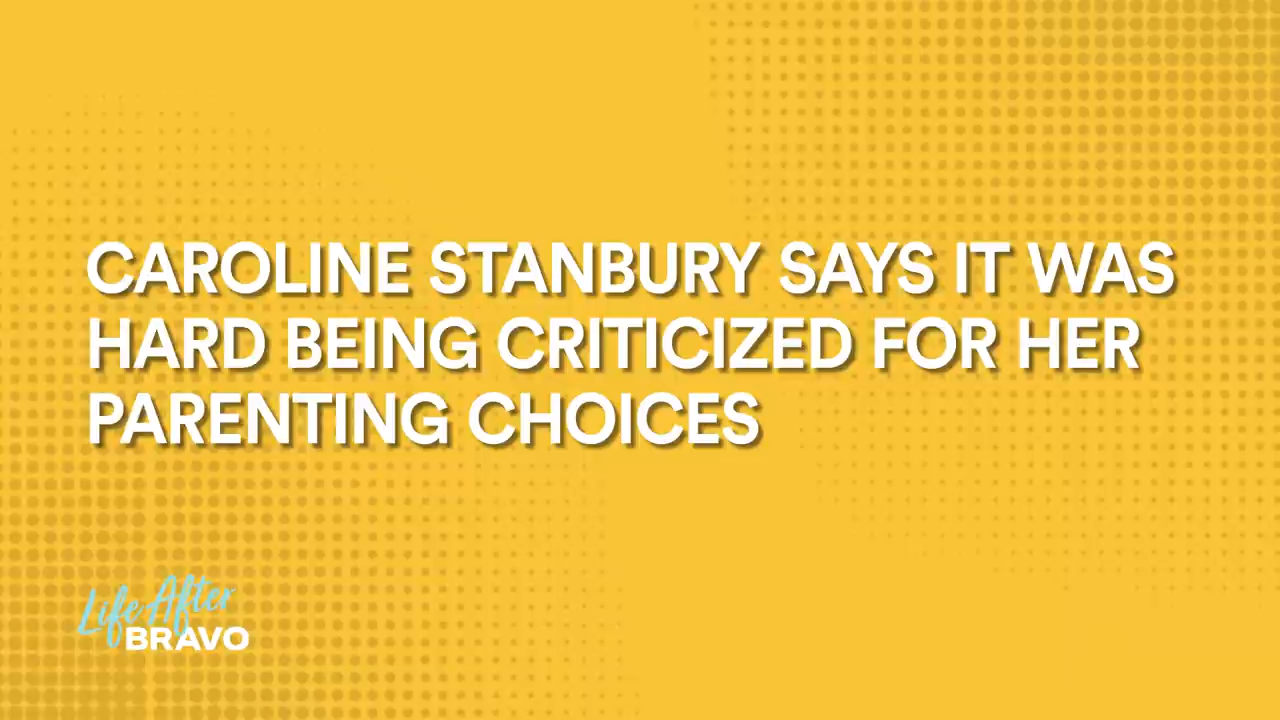 CAROLINE STANBURY SAYS IT WAS
HARD BEING CRITICIZED FOR HER
PARENTING CHOICES
Life After
BRAVO